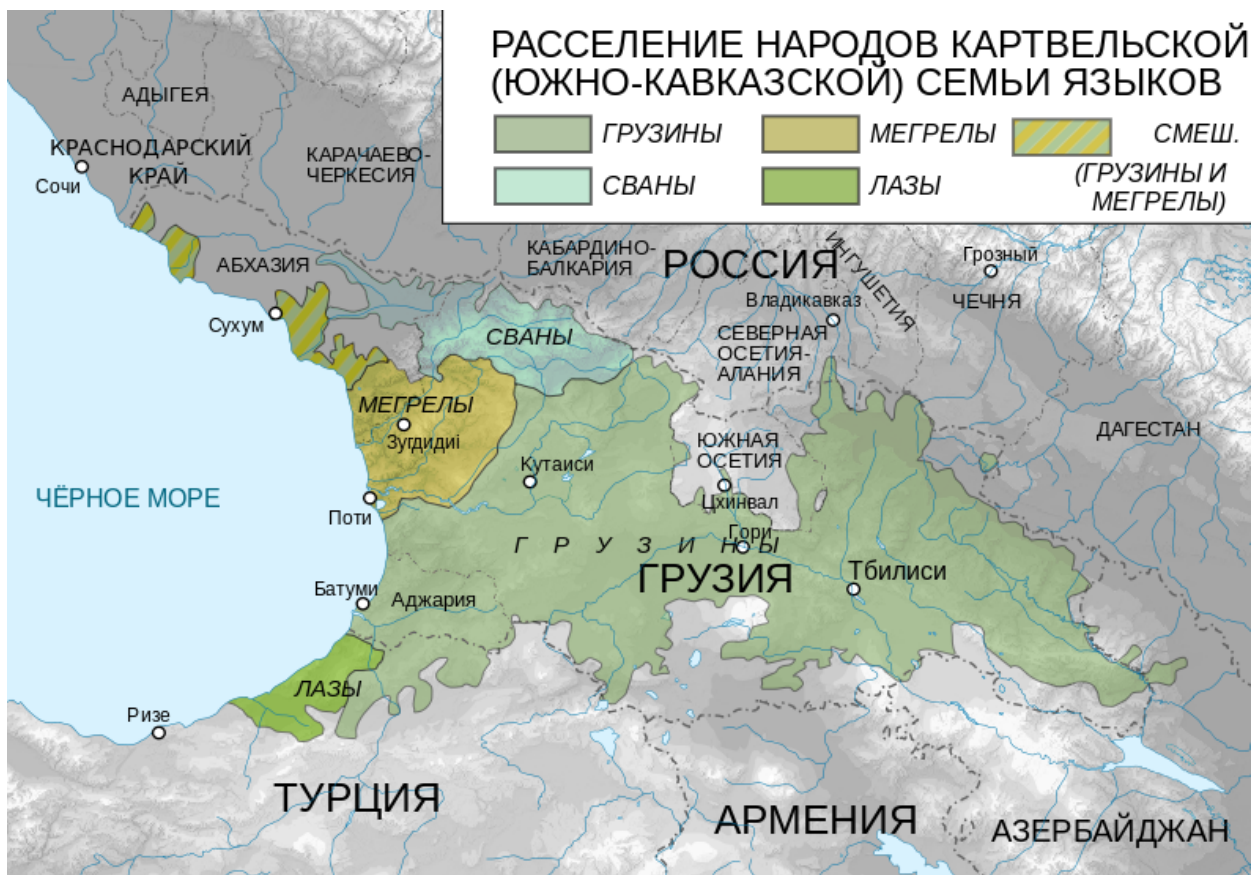 РАССЕЛЕНИЕ НАРОДОВ КАРТВЕЛЬСКОЙ
(ЮЖНО-КАВКАЗСКОЙ) СЕМЬИ ЯЗЫКОВ
ГРУЗИНЫ
МЕГРЕЛЫ
СМЕШ.
(ГРУЗИНЫ И
МЕГРЕЛЫ)
СВАНЫ
ЛАЗЫ
АДЫГЕЯ
КРАСНОДАРСКИЙ
КРАЙ
Сочи
КАРАЧАЕВО-
ЧЕРКЕСИЯ
АБХАЗИЯ
КАБАРДИНО-
БАЛКАРИЯ
РОССИЯ
ИНГУШЕТИЯ
Грозный
ЧЕЧНЯ
Владикавказ
СЕВЕРНАЯ
ОСЕТИЯ-
АЛАНИЯ
Сухум
СВАНЫ
МЕГРЕЛЫ
Зугдидиi
ДАГЕСТАН
ЮЖНАЯ
ОСЕТИЯ
Кутаиси
Цхинвал
ЧЁРНОЕ МОРЕ
Поти
Гори
ГРУЗИНЫ
ГРУЗИЯ
Тбилиси
Батуми
Аджария
ЛАЗЫ
Ризе
ТУРЦИЯ
АРМЕНИЯ
АЗЕРБАЙДЖАН